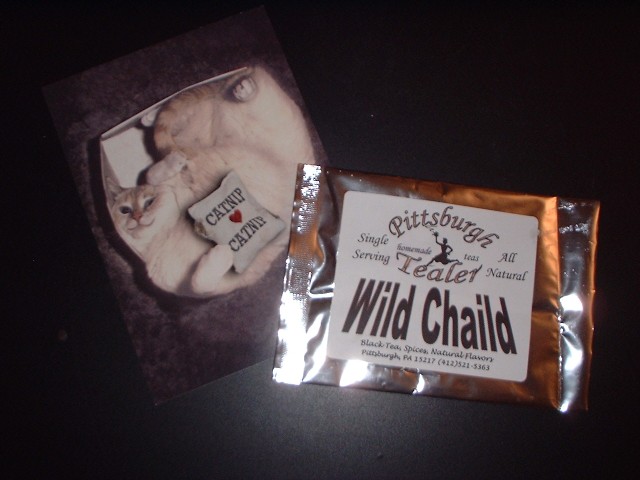 CATNIP
CATNIP
Pittsburgh
Single Serving
homemade teas
All Natural
Tealer
Wild Chaild
Black Tea, Spices, Natural Flavors
Pittsburgh, PA 15217 (412)521-5363